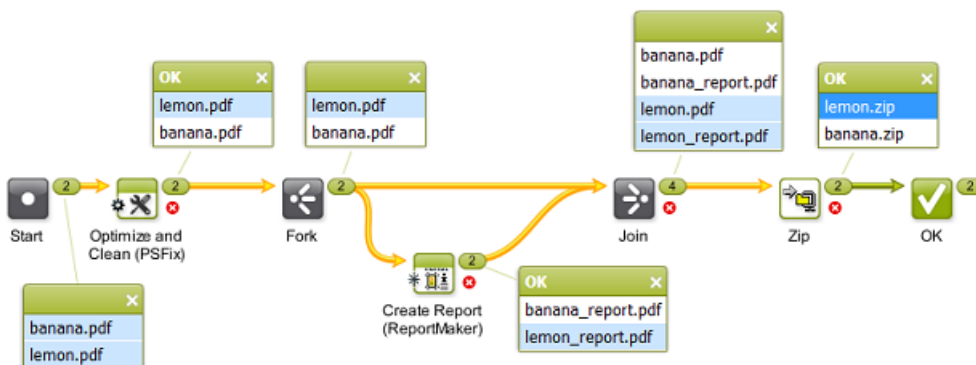 OK
lemon.pdf
banana.pdf
lemon.pdf
banana.pdf
banana.pdf
banana_report.pdf
lemon.pdf
lemon_report.pdf
OK
lemon.zip
banana.zip
2
2
2
4
2
2
Start
Optimize and
Clean (PSFix)
Fork
Join
Zip
OK
2
Create Report
(ReportMaker)
OK
banana_report.pdf
lemon_report.pdf
banana.pdf
lemon.pdf